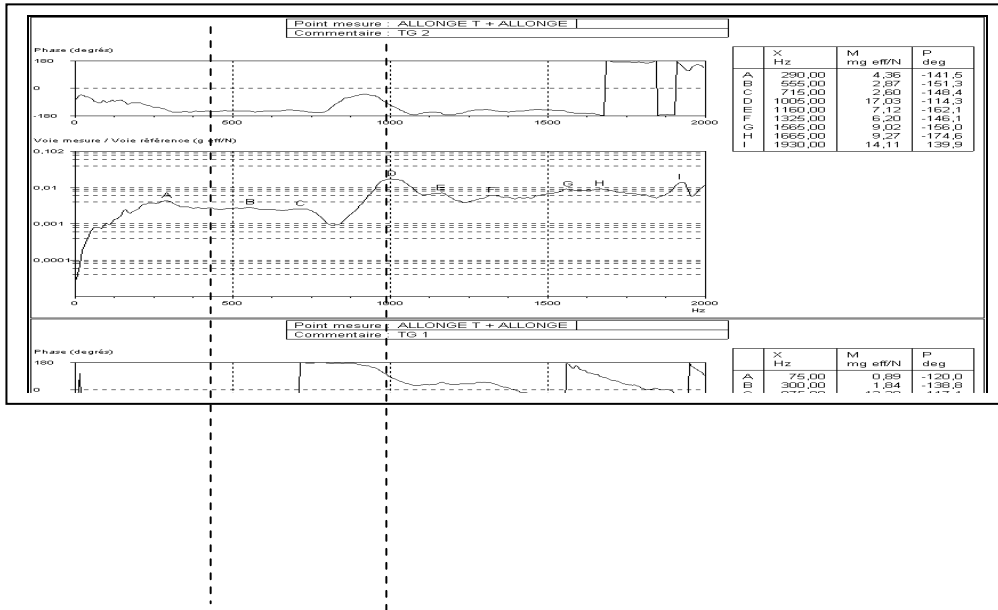 Point mesure : ALLONGE T + ALLONGE
Commentaire : TG 2
Phase (degrés)
180
0
-180
0 500 1000 1500 2000
Voie mesure / Voie référence (g eff/N)
0,102
0,01
0,001
0,0001
A B C D E F G H I
0 500 1000 1500 2000
Hz
X M P
Hz mg eff/N deg
A 290,00 4,36 -141,5
B 555,00 2,87 -151,3
C 715,00 2,60 -148,4
D 1005,00 17,03 -114,3
E 1160,00 7,12 -162,1
F 1325,00 6,20 -146,1
G 1565,00 9,02 -156,0
H 1665,00 9,27 -174,6
I 1930,00 14,11 139,9
Point mesure : ALLONGE T + ALLONGE
Commentaire : TG 1
Phase (degrés)
180
0
X M P
Hz mg eff/N deg
A 75,00 0,89 -120,0
B 300,00 1,84 -138,8